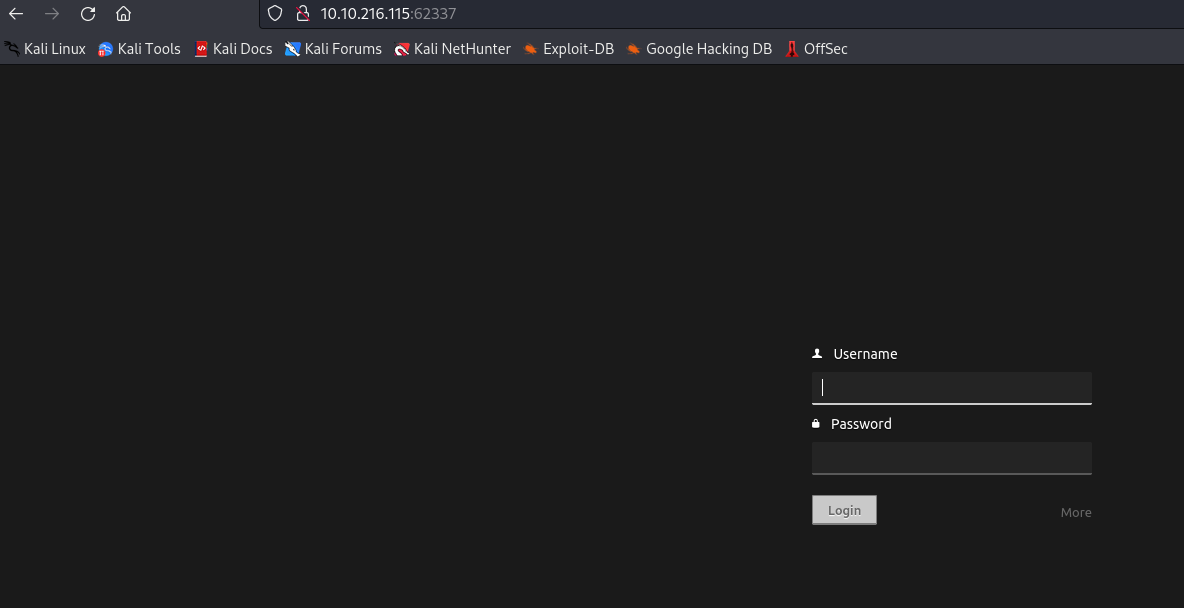 10.10.216.115:62337
Kali Linux Kali Tools Kali Docs Kali Forums Kali NetHunter Exploit-DB Google Hacking DB OffSec
Username
Password
Login More